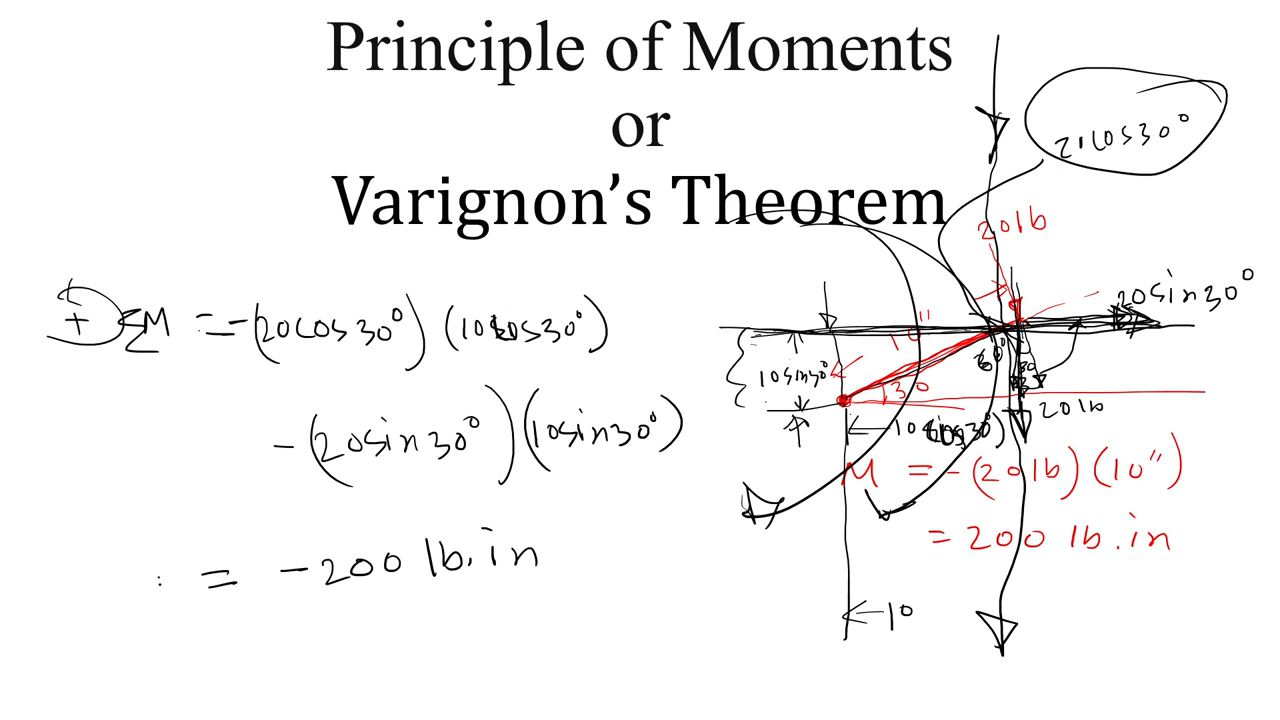 Principle of Moments
or
Varignon's Theorem
20cos30°
20lb
20sin30°
+ ΣM = -(20cos30°)(10cos30°)
-(20sin30°)(10sin30°)
= -200 lb.in
10"
10sin30°
30
60°
30
20lb
M = -(20lb)(10")
= 200 lb.in
10